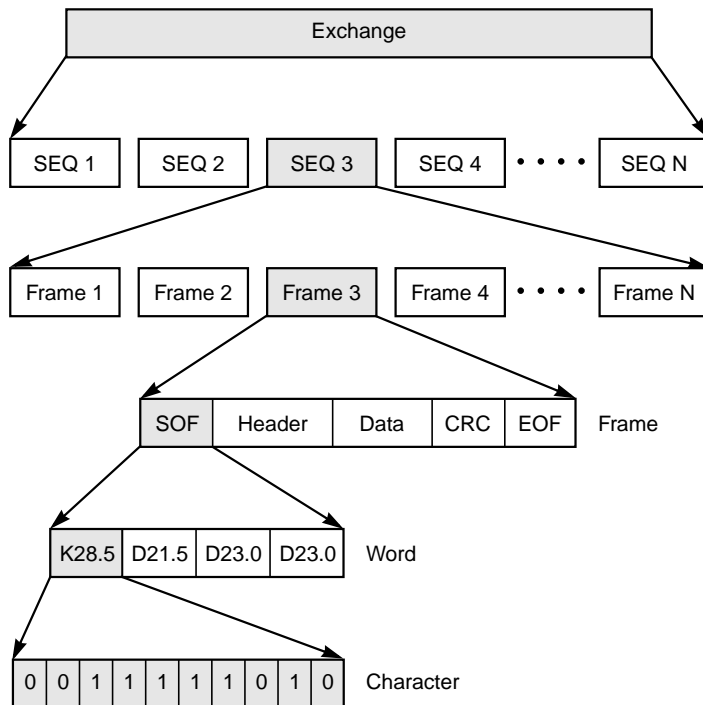 Exchange
SEQ 1 SEQ 2 SEQ 3 SEQ 4 • • • • SEQ N
Frame 1 Frame 2 Frame 3 Frame 4 • • • • Frame N
SOF Header Data CRC EOF Frame
K28.5 D21.5 D23.0 D23.0 Word
0 0 1 1 1 1 1 0 1 0 Character